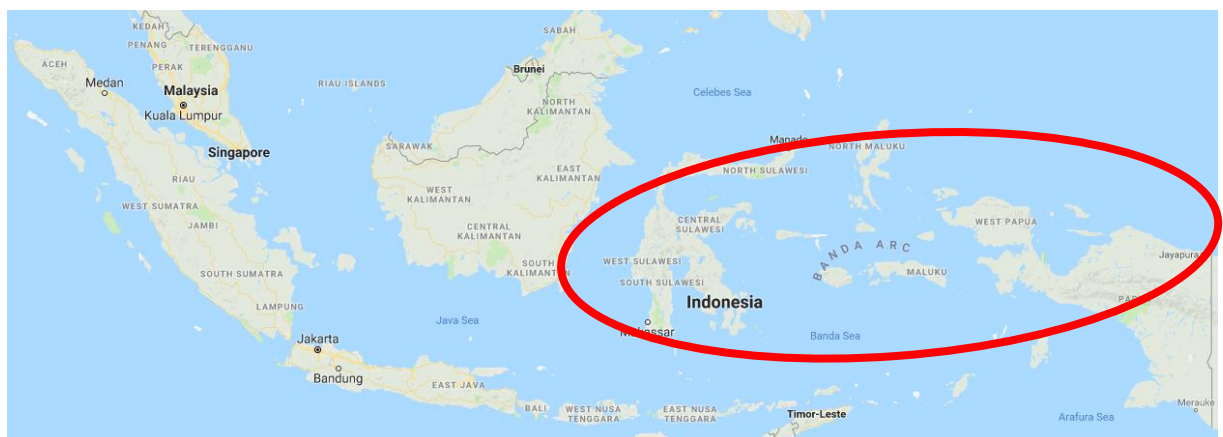 KEDAH
PENANG
TERENGGANU
PERAK
ACEH
Medan
Malaysia
Kuala Lumpur
Singapore
RIAU ISLANDS
RIAU
WEST SUMATRA
JAMBI
SOUTH SUMATRA
LAMPUNG
Jakarta
Bandung
Java Sea
EAST JAVA
BALI
WEST NUSA
TENGGARA
EAST NUSA
TENGGARA
Timor-Leste
SABAH
Brunei
NORTH
KALIMANTAN
SARAWAK
EAST
KALIMANTAN
WEST
KALIMANTAN
CENTRAL
KALIMANTAN
SOUTH
KALIMANTAN
Celebes Sea
Manado
NORTH MALUKU
NORTH SULAWESI
CENTRAL
SULAWESI
WEST SULAWESI
SOUTH SULAWESI
Indonesia
Makassar
BANDA ARC
MALUKU
Banda Sea
WEST PAPUA
Jayapura
PAPUA
Merauke
Arafura Sea